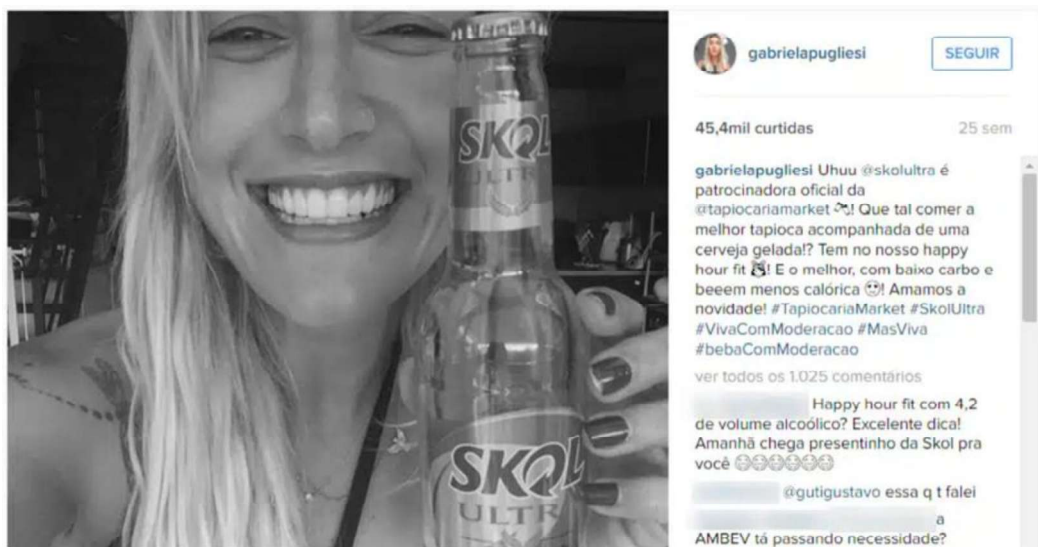 SKOL
ULTR
SKOL
ULTR
gabrielapugliesi
SEGUIR
45,4mil curtidas
25 sem
gabrielapugliesi Uhuu @skolultra é
patrocinadora oficial da
@tapiocariamarket ! Que tal comer a
melhor tapioca acompanhada de uma
cerveja gelada!? Tem no nosso happy
hour fit ! E o melhor, com baixo carbo e
beeem menos calórica ! Amamos a
novidade! #TapiocariaMarket #SkolUltra
#VivaComModeracao #MasViva
#bebaComModeracao
ver todos os 1.025 comentários
Happy hour fit com 4,2
de volume alcoólico? Excelente dica!
Amanhã chega presentinho da Skol pra
você
@gutigustavo essa q t falei
a
AMBEV tá passando necessidade?